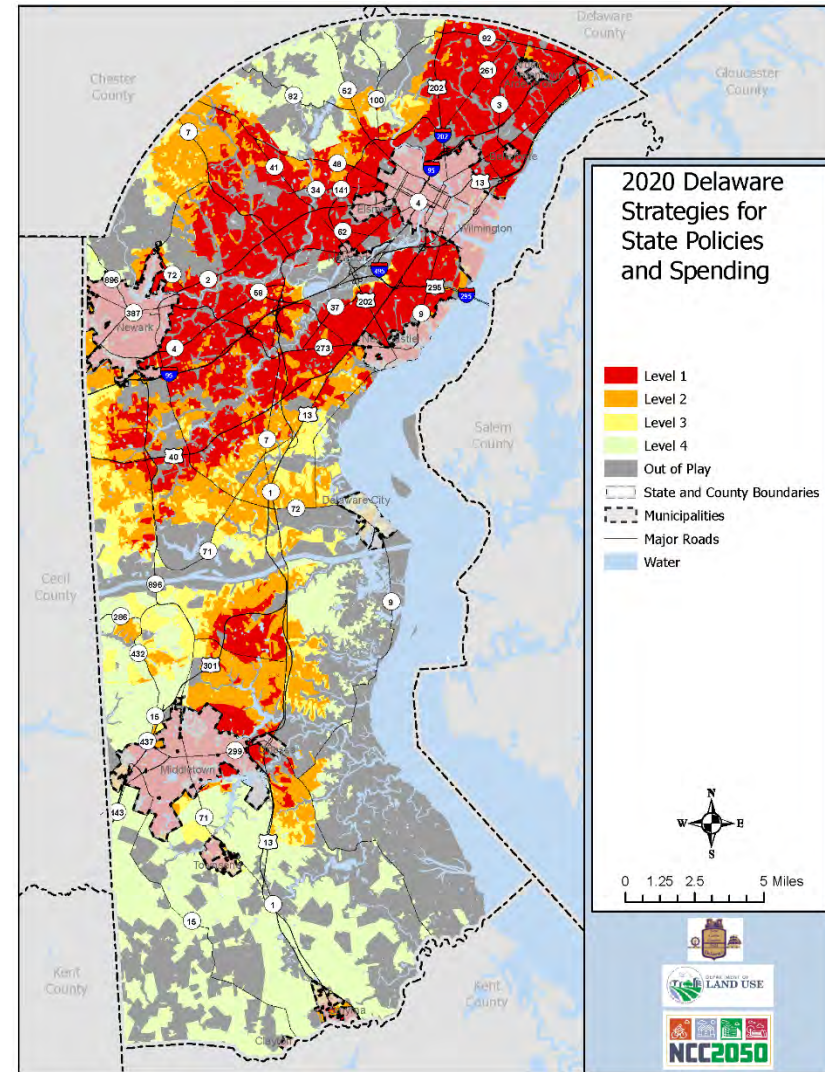 Delaware
County
92
Chester
County
261
Gloucester
County
82
52
100
202
3
7
202
41
48
95
13
34
141
4
Wilmington
62
495
896
72
2
58
295
295
387
Newark
37
202
9
4
273
95
13
Salem
County
7
40
1
Delaware City
72
71
Cecil
County
896
9
286
432
301
15
437
299
Middletown
143
71
13
15
1
Kent
County
Kent
County
Clayton
2020 Delaware
Strategies for
State Policies
and Spending
Level 1
Level 2
Level 3
Level 4
Out of Play
State and County Boundaries
Municipalities
Major Roads
Water
N
W
E
S
0 1.25 2.5 5 Miles
DEPARTMENT OF
LAND USE
NCC2050